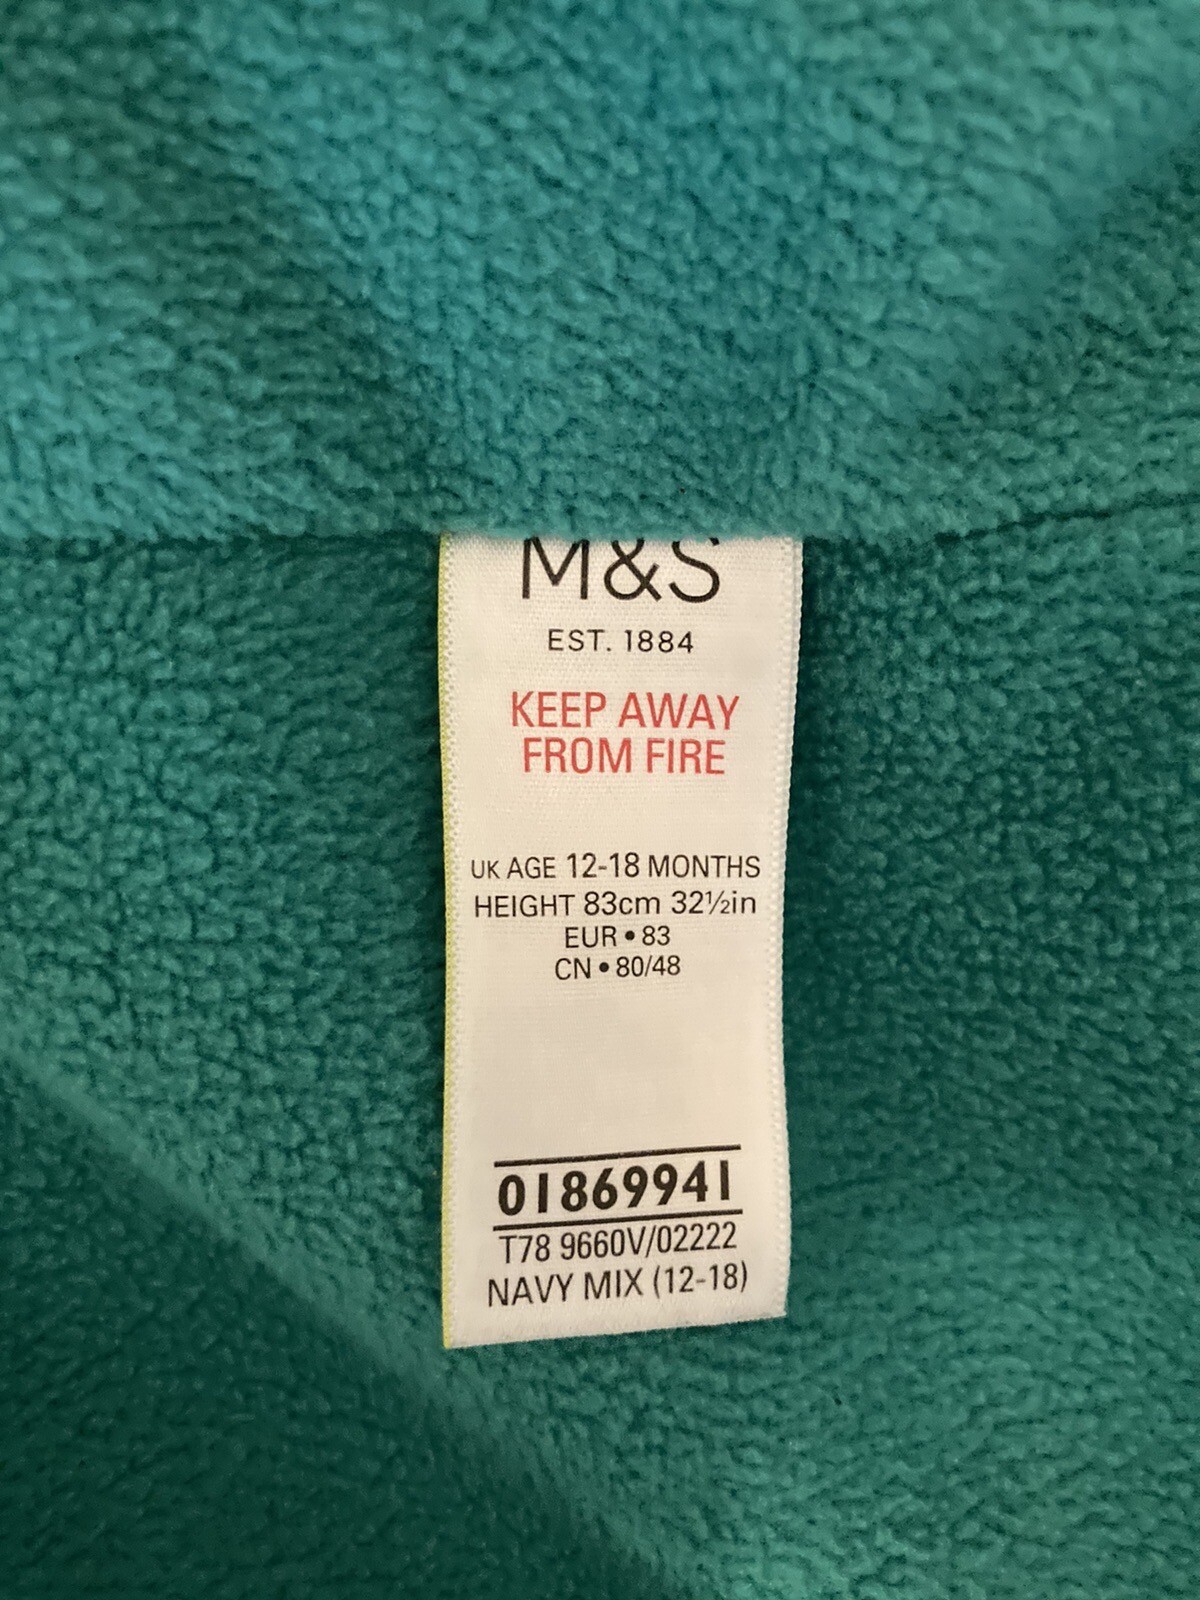 M&S
EST. 1884
KEEP AWAY
FROM FIRE
UK AGE 12-18 MONTHS
HEIGHT 83cm 32½in
EUR • 83
CN • 80/48
01869941
T78 9660V/02222
NAVY MIX (12-18)